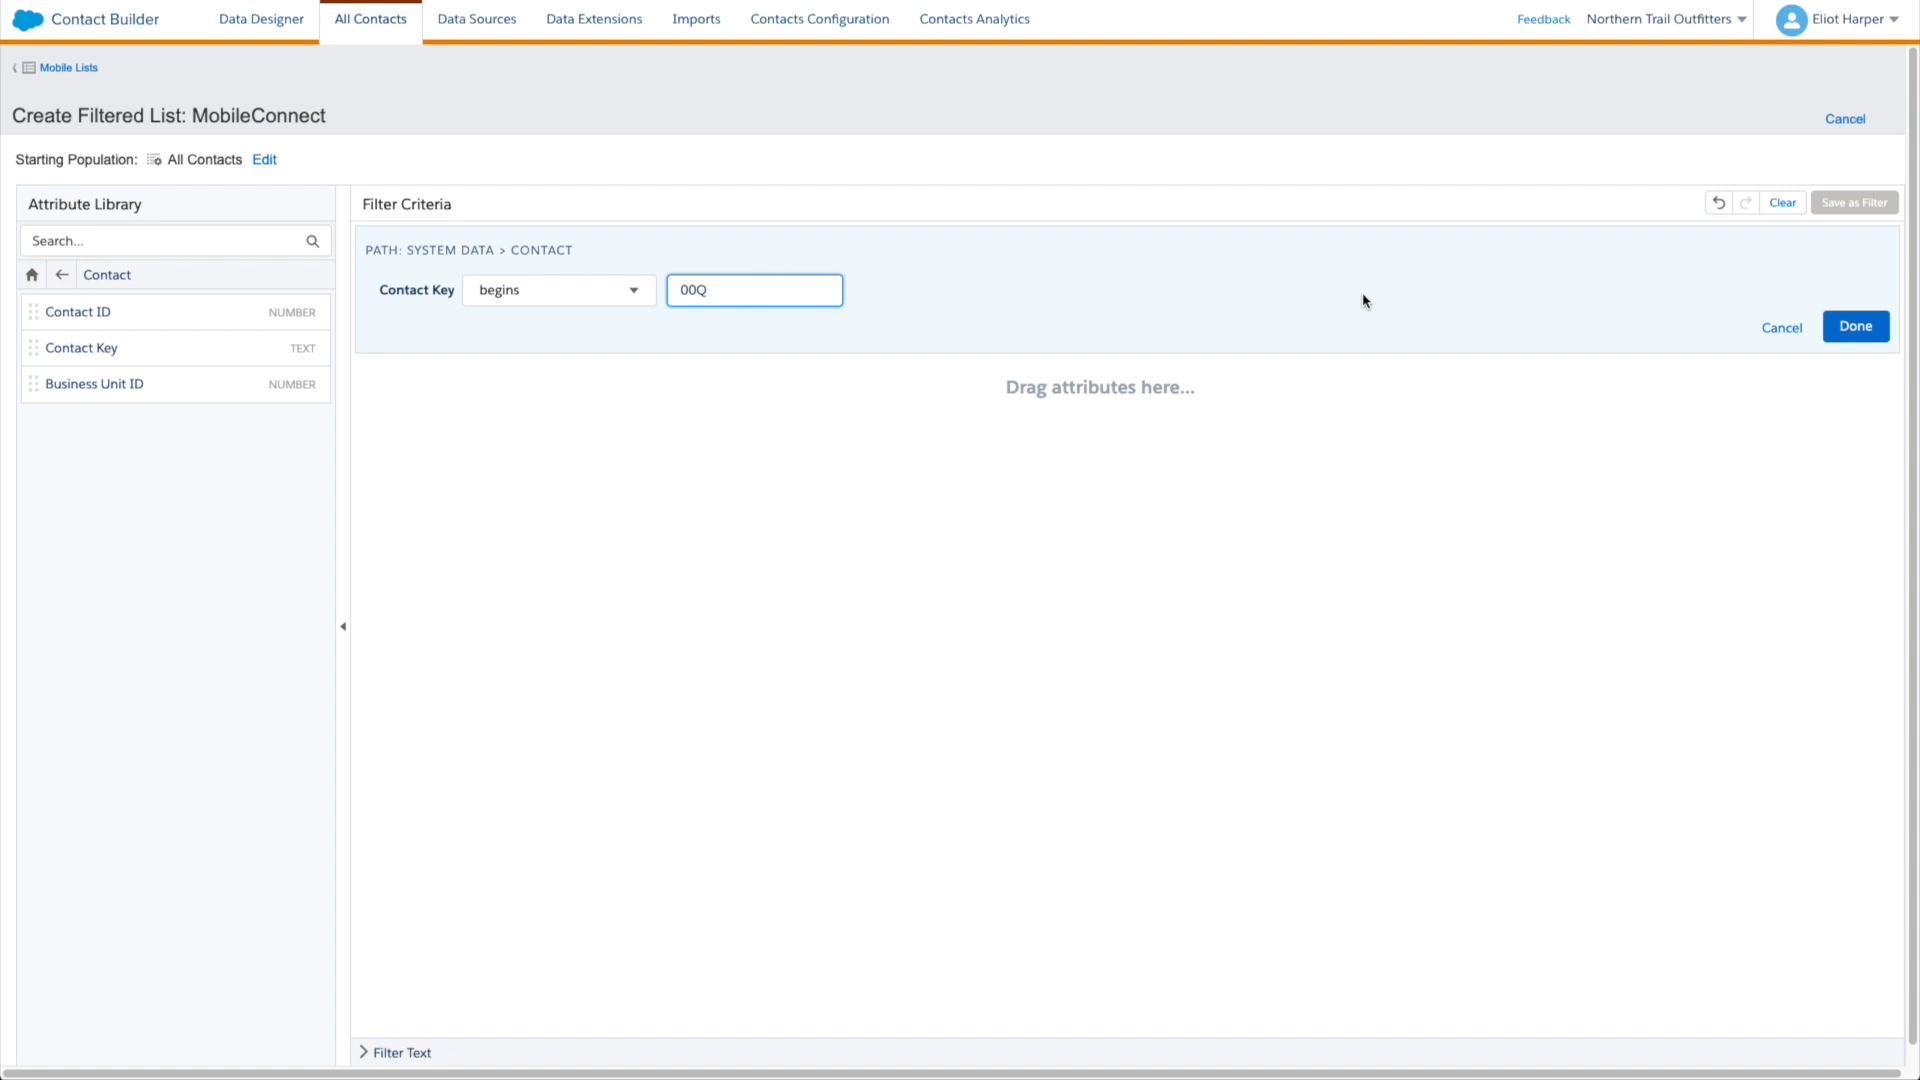 Contact Builder
Data Designer
All Contacts
Data Sources
Data Extensions
Imports
Contacts Configuration
Contacts Analytics
Feedback
Northern Trail Outfitters
Eliot Harper
Mobile Lists
Create Filtered List: MobileConnect
Cancel
Starting Population: All Contacts Edit
Attribute Library
Search...
Contact
Contact ID NUMBER
Contact Key TEXT
Business Unit ID NUMBER
Filter Criteria
Clear
Save as Filter
PATH: SYSTEM DATA > CONTACT
Contact Key begins 00Q
Cancel
Done
Drag attributes here...
Filter Text